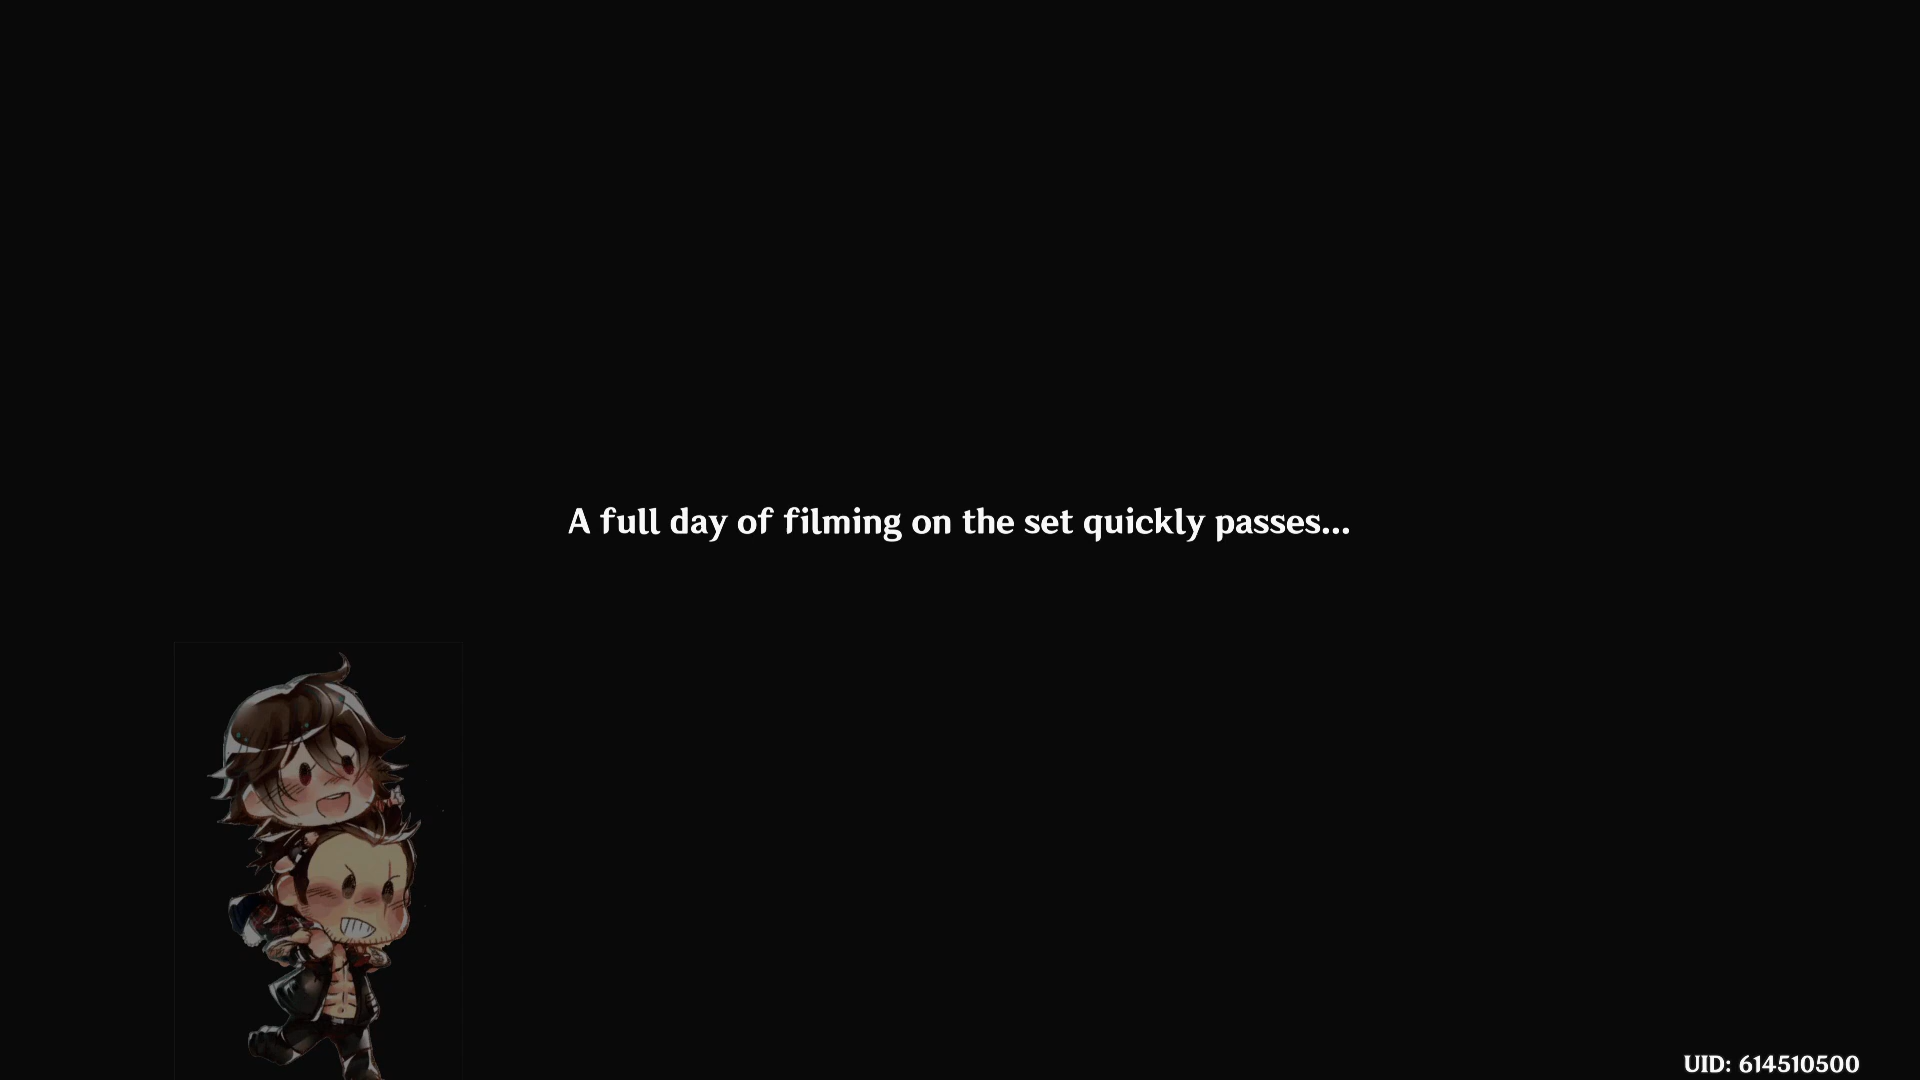 A full day of filming on the set quickly passes...
UID: 614510500